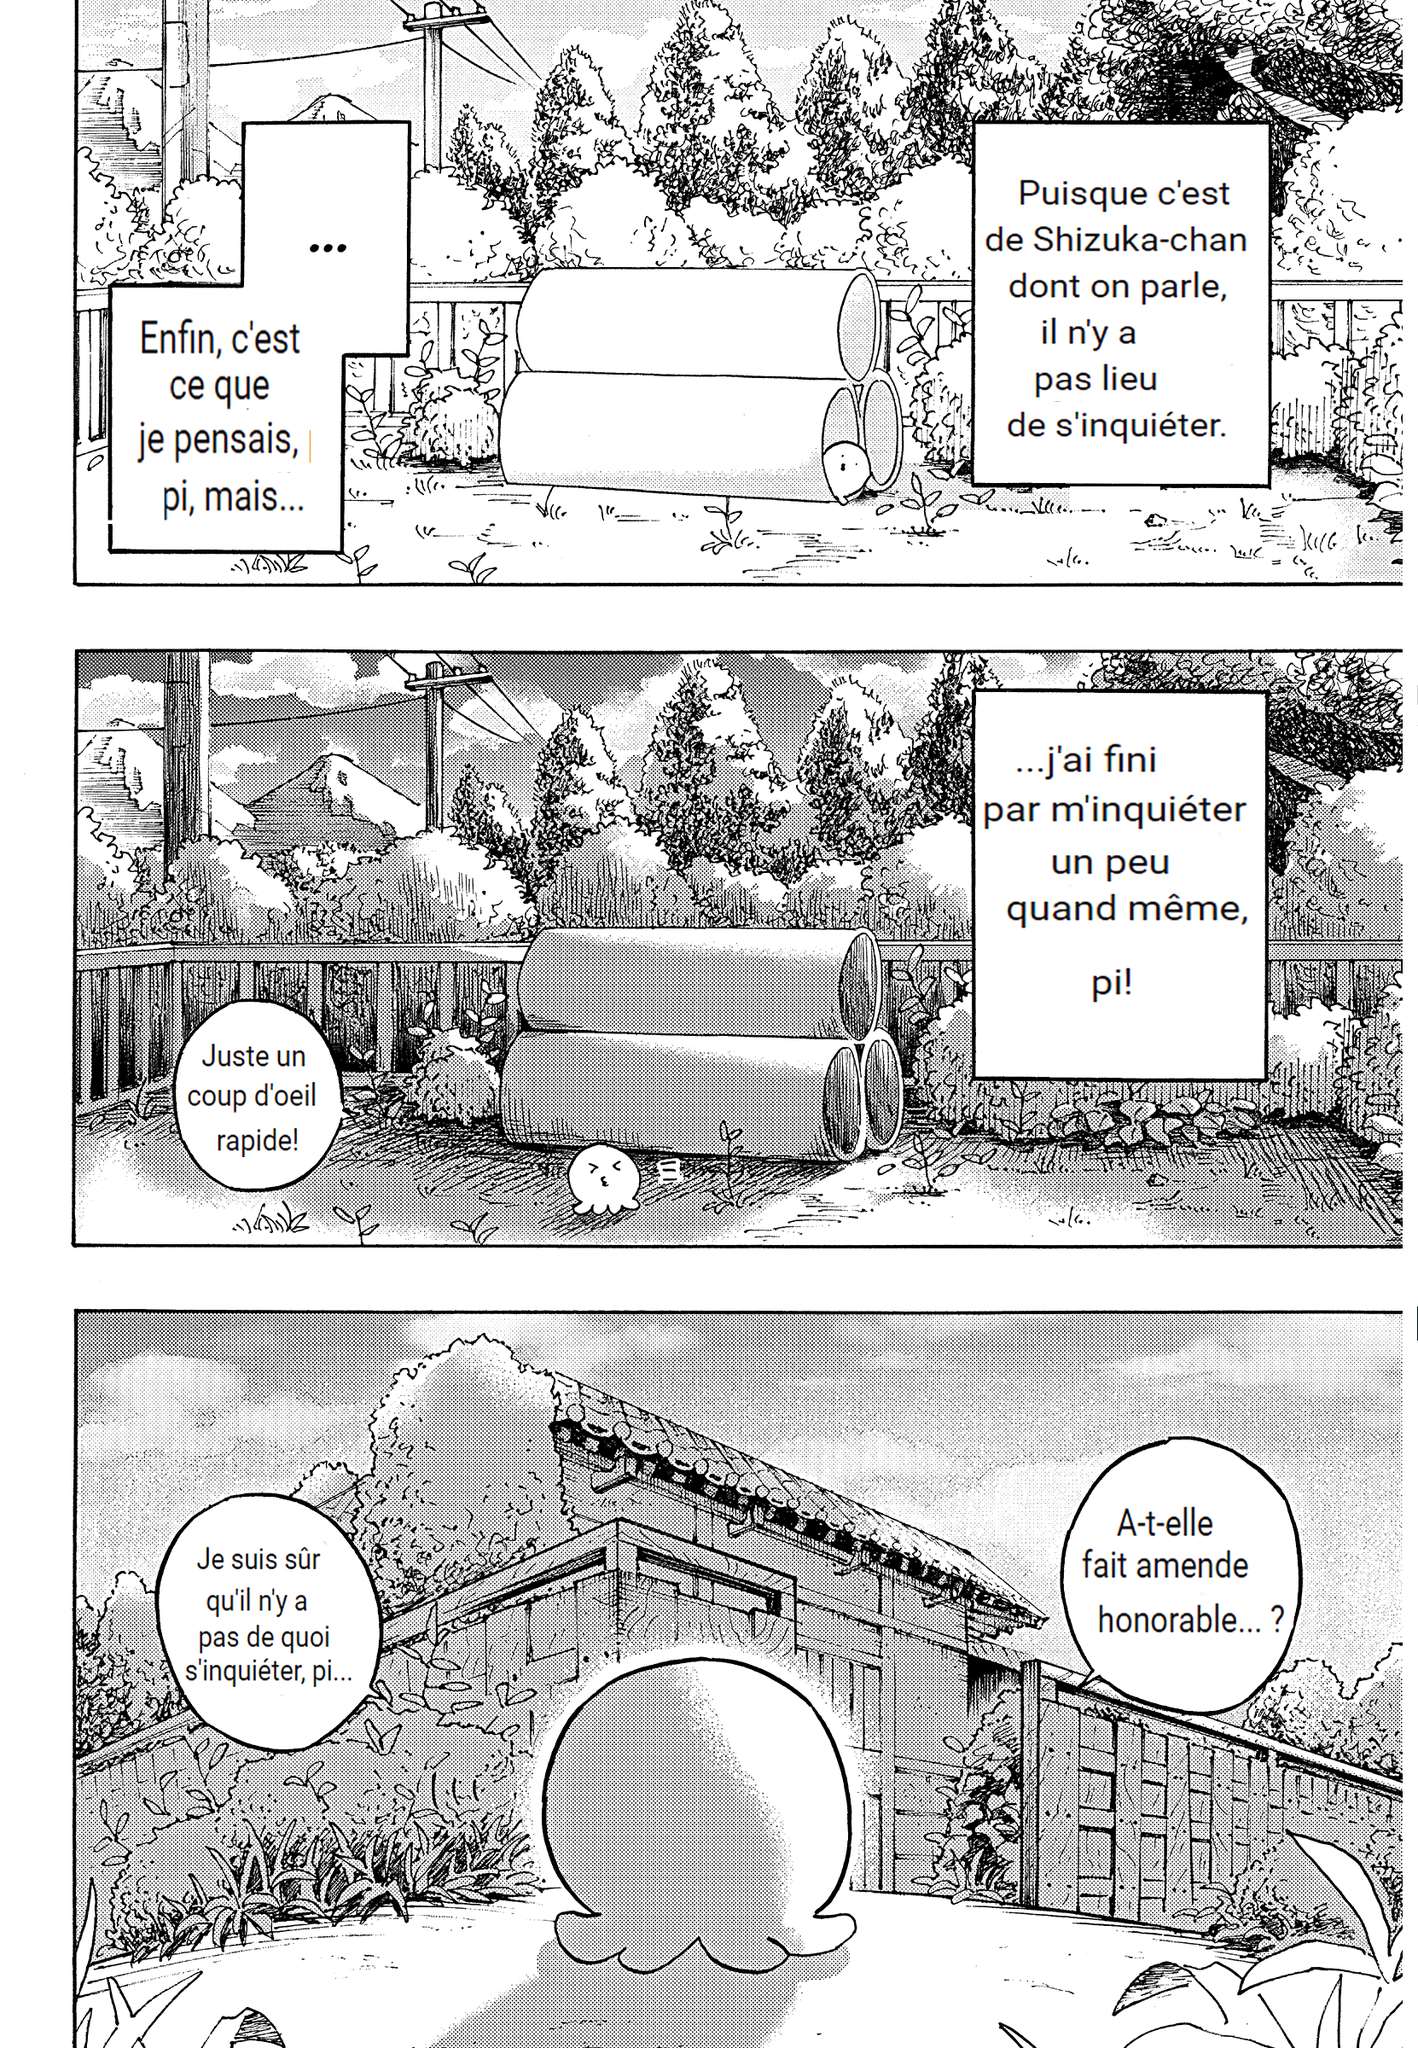 Puisque c'est
de Shizuka-chan
dont on parle,
il n'y a
pas lieu
de s'inquiéter.
...
Enfin, c'est
ce que
je pensais,
pi, mais...
...j'ai fini
par m'inquiéter
un peu
quand même,
pi!
Juste un
coup d'oeil
rapide!
A-t-elle
fait amende
honorable... ?
Je suis sûr
qu'il n'y a
pas de quoi
s'inquiéter, pi...